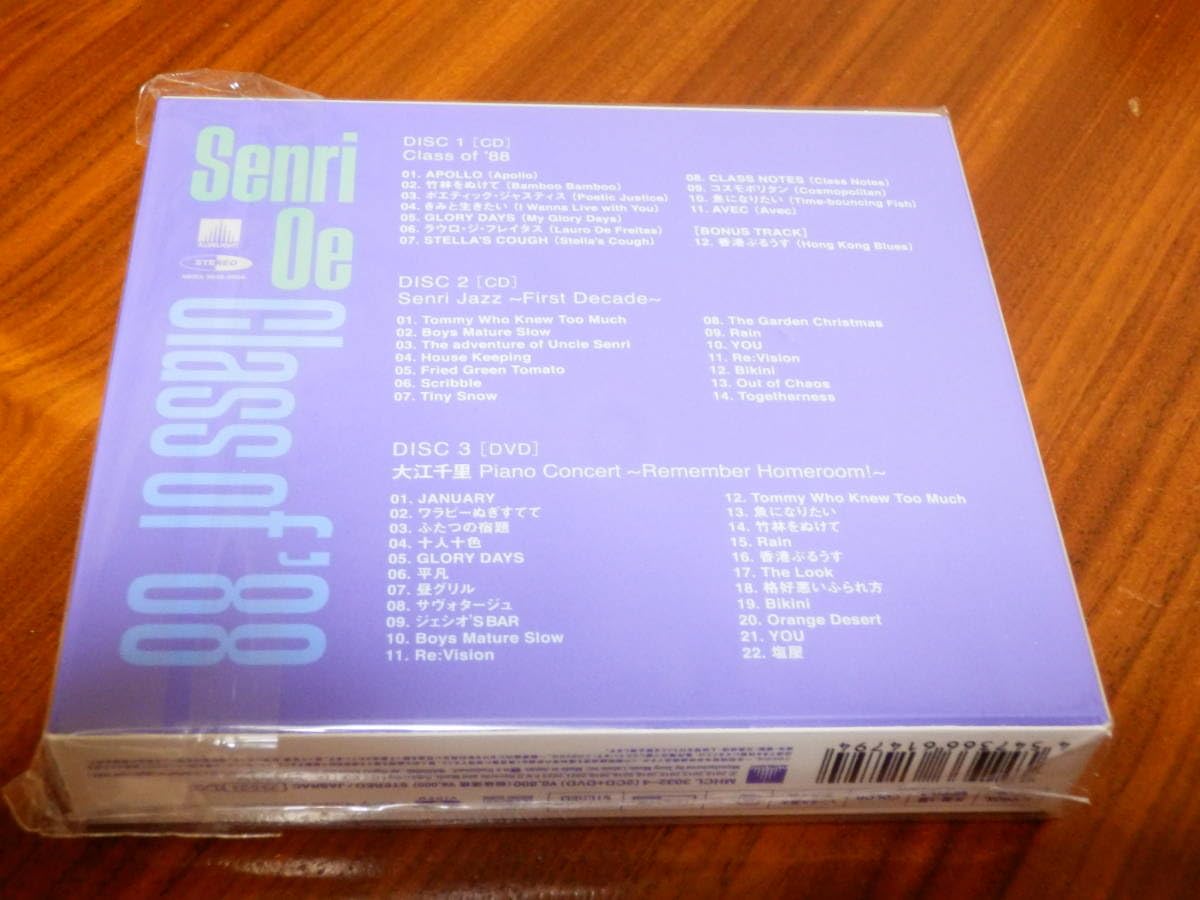 Senri
Oe
Class of '88
STEREO
DISC 1 [CD]
Class of '88
01. APOLLO (Apollo)
02. 竹林をぬけて (Bamboo Bamboo)
03. ポエティック・ジャスティス (Poetic Justice)
04. きみと生きたい (I Wanna Live with You)
05. GLORY DAYS (My Glory Days)
06. ラウロ・ジ・フレイタス (Lauro De Freitas)
07. STELLA'S COUGH (Stella's Cough)
08. CLASS NOTES (Class Notes)
09. コスモポリタン (Cosmopolitan)
10. 魚になりたい (Time-bouncing Fish)
11. AVEC (Avec)
[BONUS TRACK]
12. 香港ぶるうす (Hong Kong Blues)
DISC 2 [CD]
Senri Jazz ~First Decade~
01. Tommy Who Knew Too Much
02. Boys Mature Slow
03. The adventure of Uncle Senri
04. House Keeping
05. Fried Green Tomato
06. Scribble
07. Tiny Snow
08. The Garden Christmas
09. Rain
10. YOU
11. Re:Vision
12. Bikini
13. Out of Chaos
14. Togetharness
DISC 3 [DVD]
大江千里 Piano Concert ~Remember Homeroom!~
01. JANUARY
02. ワラビーぬぎすてて
03. ふたつの宿題
04. 十人十色
05. GLORY DAYS
06. 平凡
07. 昼グリル
08. サヴォタージュ
09. ジェシオ'S BAR
10. Boys Mature Slow
11. Re:Vision
12. Tommy Who Knew Too Much
13. 魚になりたい
14. 竹林をぬけて
15. Rain
16. 香港ぶるうす
17. The Look
18. 格好悪いふられ方
19. Bikini
20. Orange Desert
21. YOU
22. 塩屋
4 547366 614794